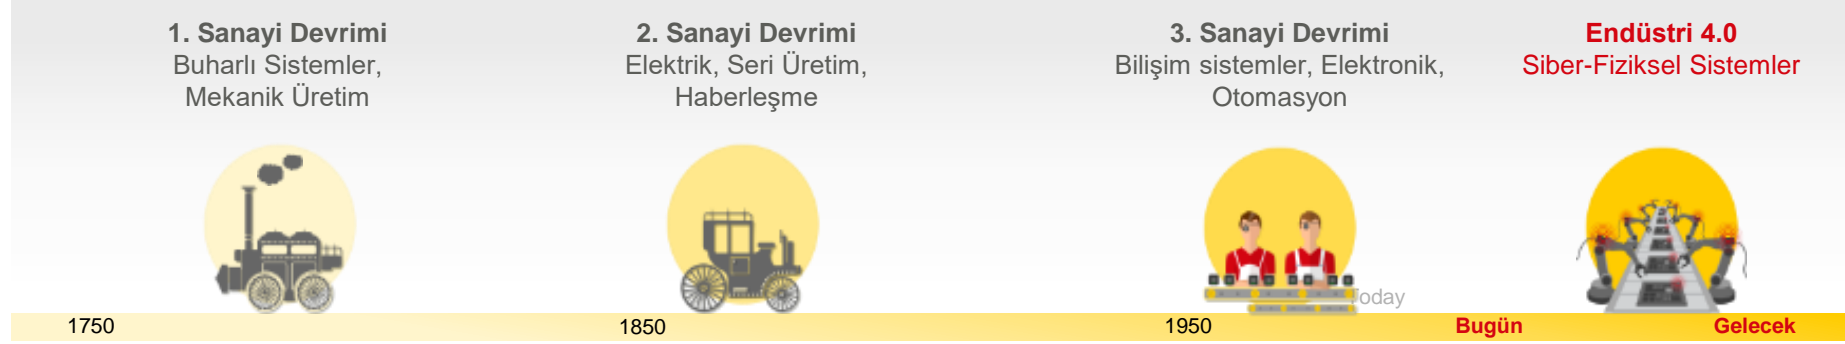 1. Sanayi Devrimi
Buharlı Sistemler,
Mekanik Üretim
2. Sanayi Devrimi
Elektrik, Seri Üretim,
Haberleşme
3. Sanayi Devrimi
Bilişim sistemler, Elektronik,
Otomasyon
Endüstri 4.0
Siber-Fiziksel Sistemler
Today
1750
1850
1950
Bugün
Gelecek